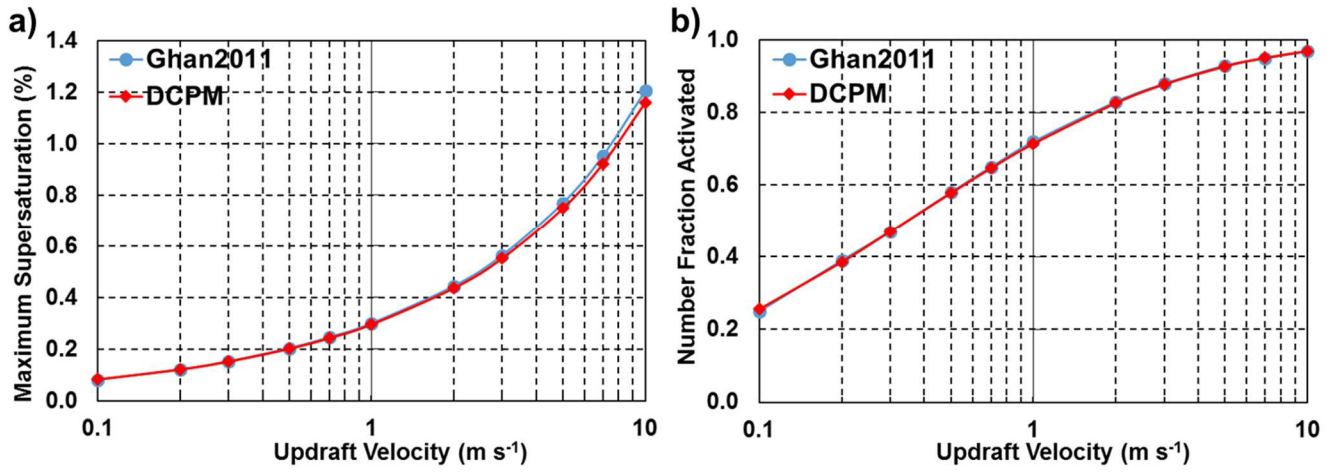 a)
1.4
1.2
1.0
0.8
0.6
0.4
0.2
0.0
Maximum Supersaturation (%)
Ghan2011
DCPM
0.1
1
10
Updraft Velocity (m s⁻¹)
b)
1.0
0.8
0.6
0.4
0.2
0.0
Number Fraction Activated
Ghan2011
DCPM
0.1
1
10
Updraft Velocity (m s⁻¹)